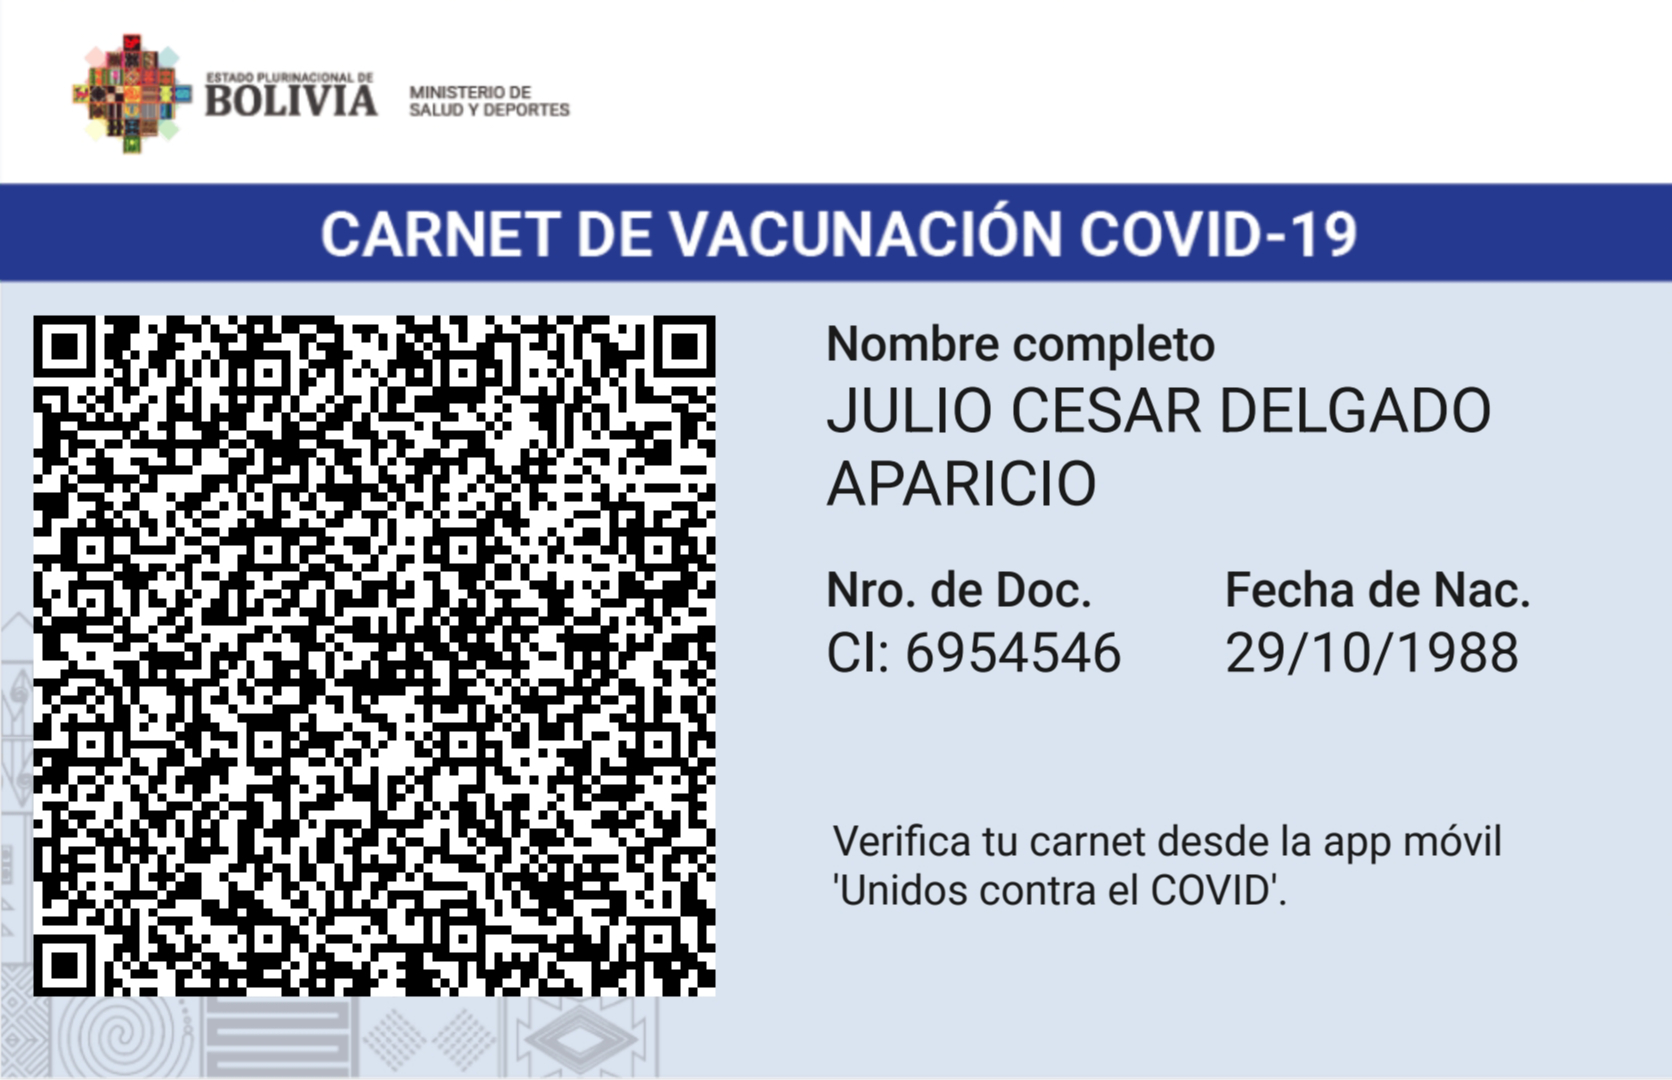 ESTADO PLURINACIONAL DE
BOLIVIA
MINISTERIO DE
SALUD Y DEPORTES
CARNET DE VACUNACIÓN COVID-19
Nombre completo
JULIO CESAR DELGADO
APARICIO
Nro. de Doc. Fecha de Nac.
CI: 6954546 29/10/1988
Verifica tu carnet desde la app móvil
'Unidos contra el COVID'.